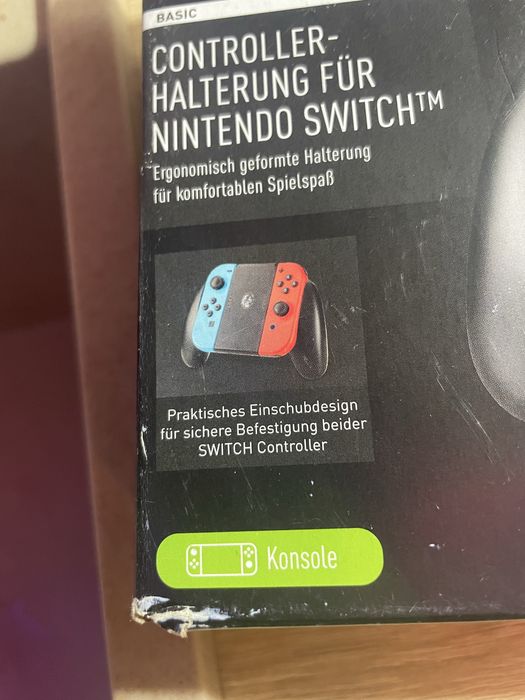 BASIC
CONTROLLER-
HALTERUNG FÜR
NINTENDO SWITCH™
Ergonomisch geformte Halterung
für komfortablen Spielspaß
Praktisches Einschubdesign
für sichere Befestigung beider
SWITCH Controller
Konsole